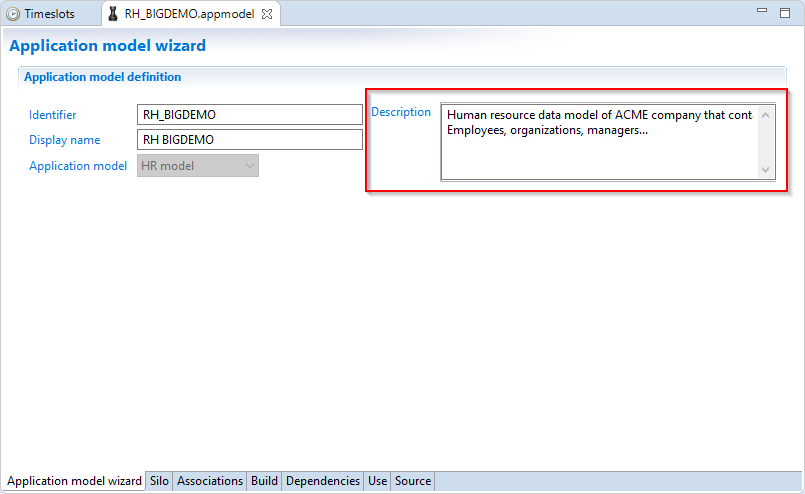 Timeslots
RH_BIGDEMO.appmodel
Application model wizard
Application model definition
Identifier
RH_BIGDEMO
Display name
RH BIGDEMO
Application model
HR model
Description
Human resource data model of ACME company that cont
Employees, organizations, managers...
Application model wizard Silo Associations Build Dependencies Use Source